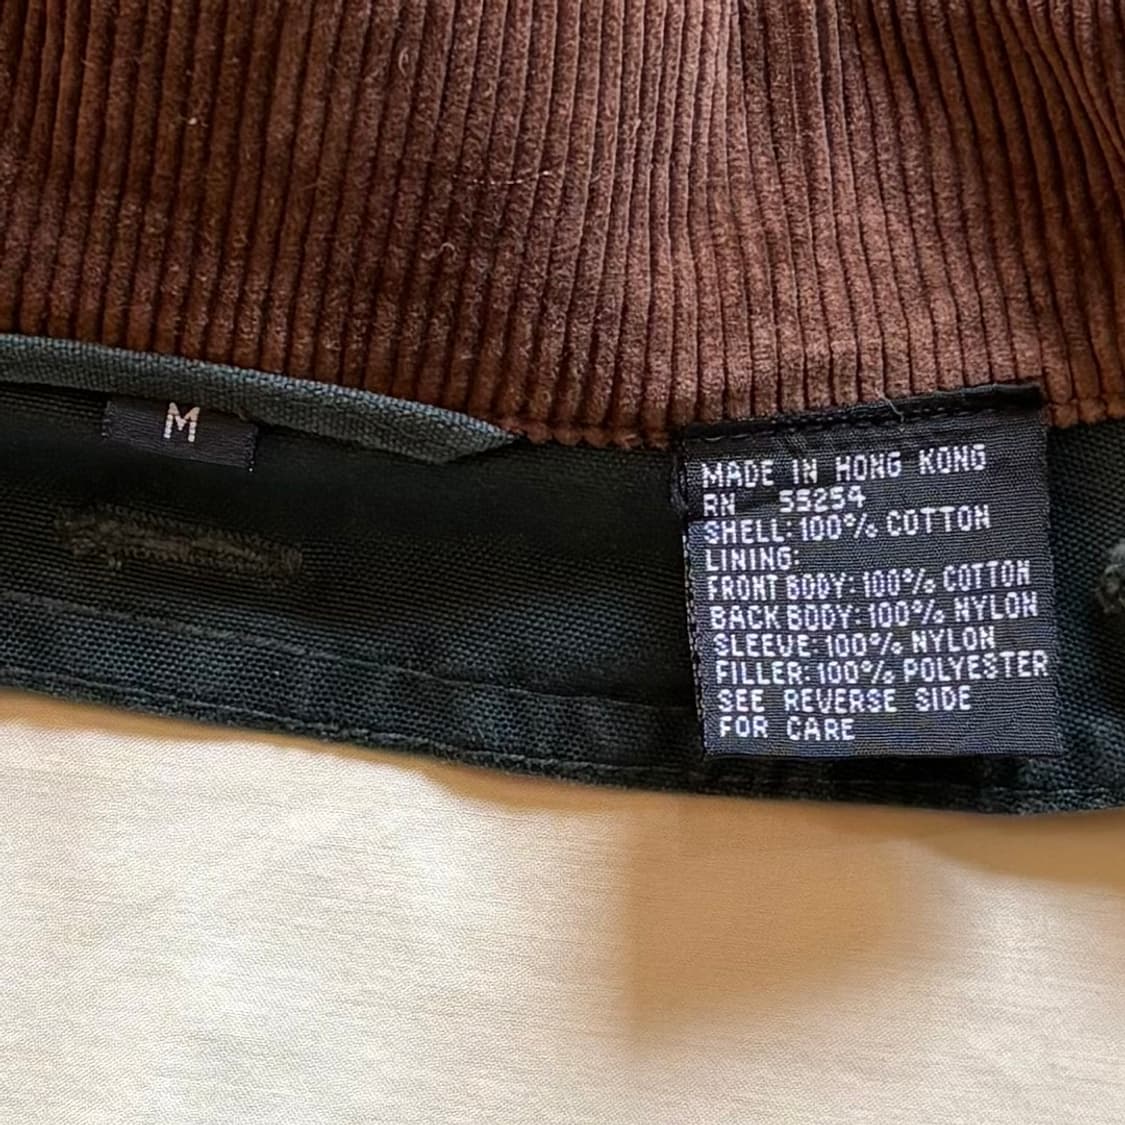 M
MADE IN HONG KONG
RN 55254
SHELL: 100% COTTON
LINING:
FRONT BODY: 100% COTTON
BACK BODY: 100% NYLON
SLEEVE: 100% NYLON
FILLER: 100% POLYESTER
SEE REVERSE SIDE
FOR CARE